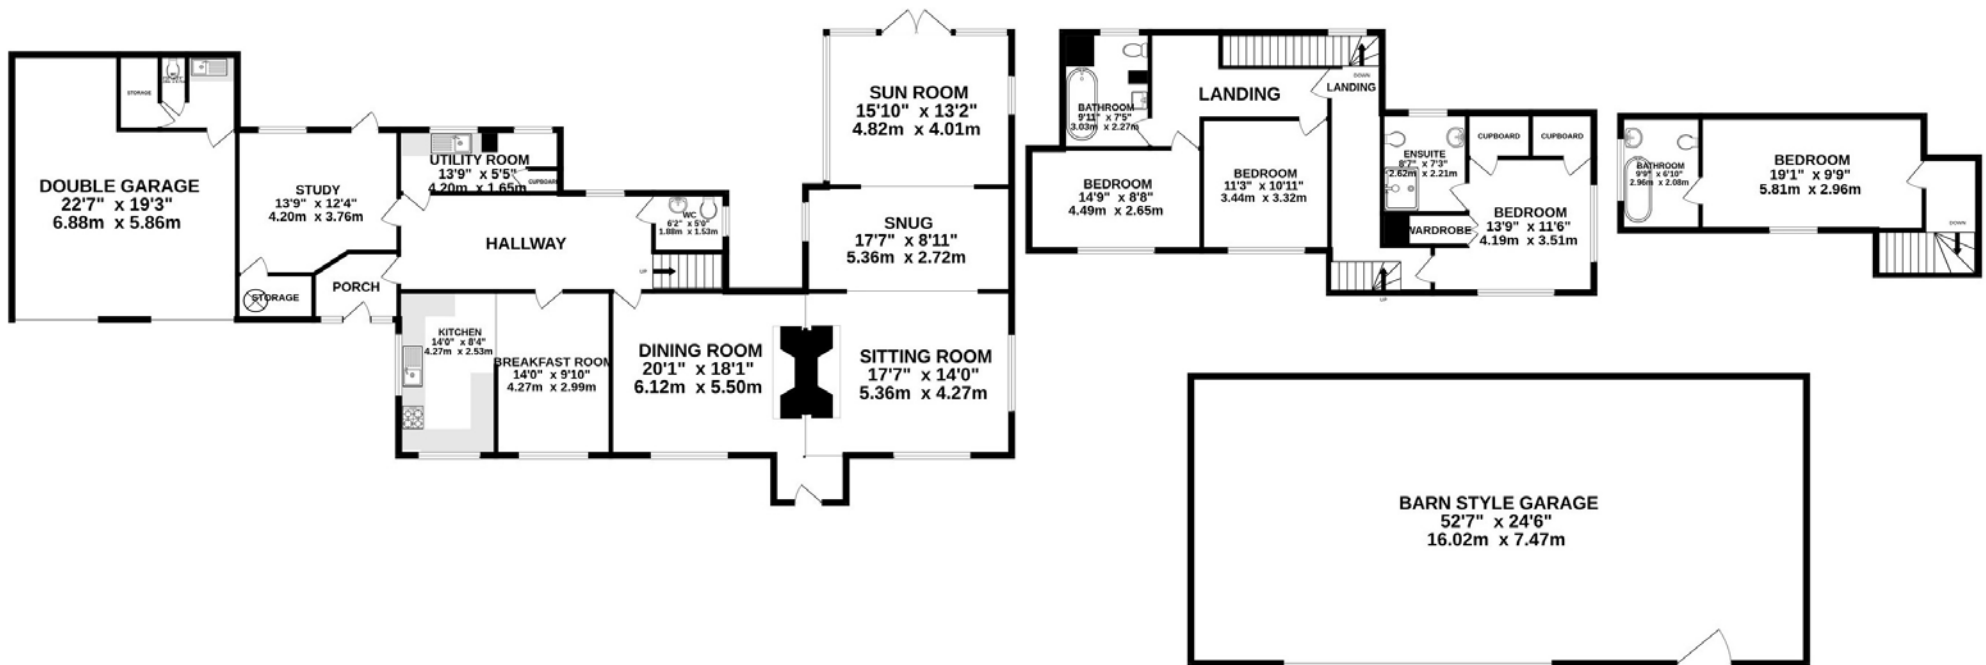 DOUBLE GARAGE
22'7" x 19'3"
6.88m x 5.86m
STORAGE
STUDY
13'9" x 12'4"
4.20m x 3.76m
STORAGE
PORCH
UTILITY ROOM
13'9" x 5'5"
4.20m x 1.65m
CUPBOARD
HALLWAY
WC
6'2" x 5'0"
1.88m x 1.53m
UP
KITCHEN
14'0" x 8'4"
4.27m x 2.53m
BREAKFAST ROOM
14'0" x 9'10"
4.27m x 2.99m
DINING ROOM
20'1" x 18'1"
6.12m x 5.50m
SUN ROOM
15'10" x 13'2"
4.82m x 4.01m
SNUG
17'7" x 8'11"
5.36m x 2.72m
SITTING ROOM
17'7" x 14'0"
5.36m x 4.27m
BATHROOM
9'11" x 7'5"
3.03m x 2.27m
LANDING
DOWN
LANDING
BEDROOM
14'9" x 8'8"
4.49m x 2.65m
BEDROOM
11'3" x 10'11"
3.44m x 3.32m
ENSUITE
8'7" x 7'3"
2.62m x 2.21m
CUPBOARD
CUPBOARD
WARDROBE
BEDROOM
13'9" x 11'6"
4.19m x 3.51m
UP
BATHROOM
9'9" x 6'10"
2.96m x 2.08m
BEDROOM
19'1" x 9'9"
5.81m x 2.96m
DOWN
BARN STYLE GARAGE
52'7" x 24'6"
16.02m x 7.47m